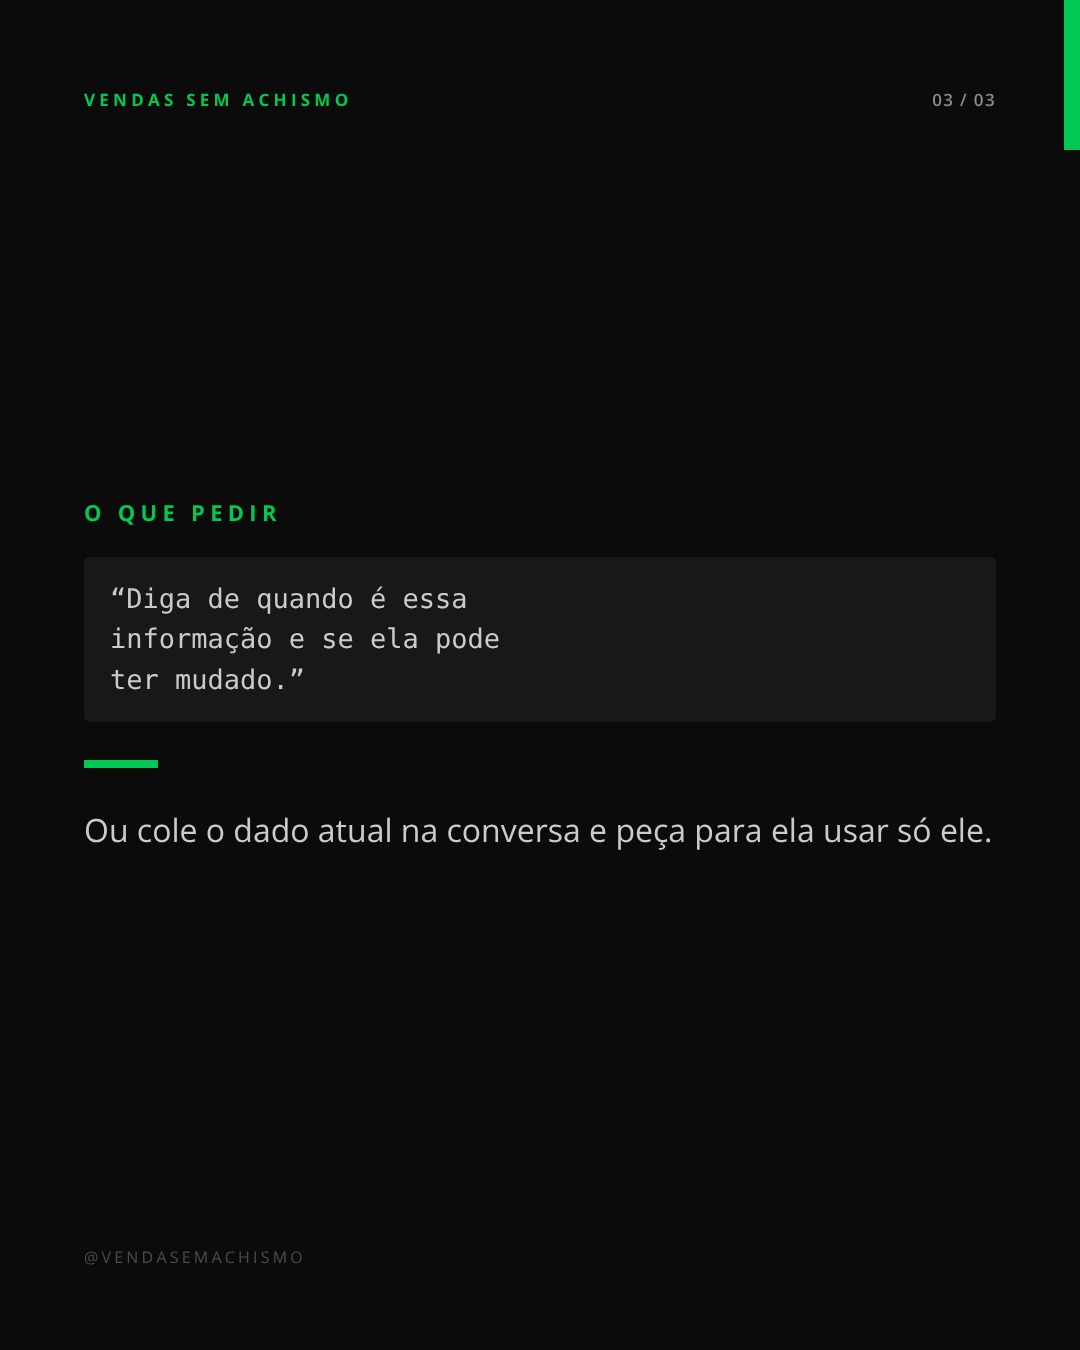 VENDAS SEM ACHISMO
03 / 03
O QUE PEDIR
“Diga de quando é essa
informação e se ela pode
ter mudado.”
Ou cole o dado atual na conversa e peça para ela usar só ele.
@VENDASEMACHISMO